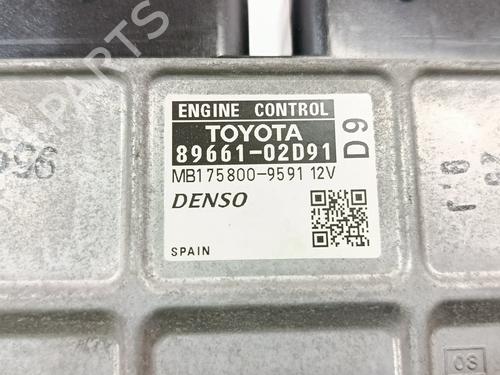 ENGINE CONTROL
TOYOTA
89661-02D91
D9
MB175800-9591 12V
DENSO
SPAIN
PARTS